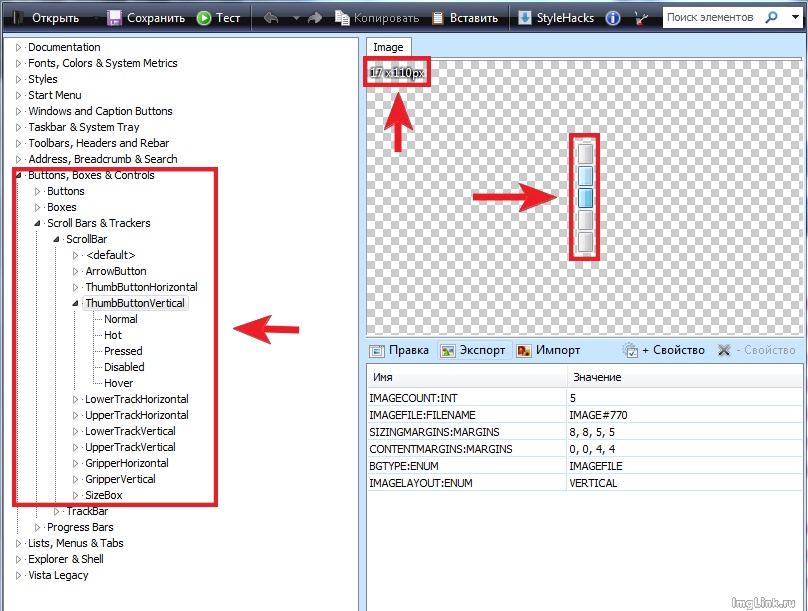 Открыть Сохранить Тест Копировать Вставить StyleHacks Поиск элементов
Documentation
Fonts, Colors & System Metrics
Styles
Start Menu
Windows and Caption Buttons
Taskbar & System Tray
Toolbars, Headers and Rebar
Address, Breadcrumb & Search
Buttons, Boxes & Controls
Buttons
Boxes
Scroll Bars & Trackers
ScrollBar
<default>
ArrowButton
ThumbButtonHorizontal
ThumbButtonVertical
Normal
Hot
Pressed
Disabled
Hover
LowerTrackHorizontal
UpperTrackHorizontal
LowerTrackVertical
UpperTrackVertical
GripperHorizontal
GripperVertical
SizeBox
TrackBar
Progress Bars
Lists, Menus & Tabs
Explorer & Shell
Vista Legacy
Image
17 x 110px
Правка Экспорт Импорт + Свойство - Свойство
Имя Значение
IMAGECOUNT:INT 5
IMAGEFILE:FILENAME IMAGE#770
SIZINGMARGINS:MARGINS 8, 8, 5, 5
CONTENTMARGINS:MARGINS 0, 0, 4, 4
BGTYPE:ENUM IMAGEFILE
IMAGELAYOUT:ENUM VERTICAL
ImgLink.ru